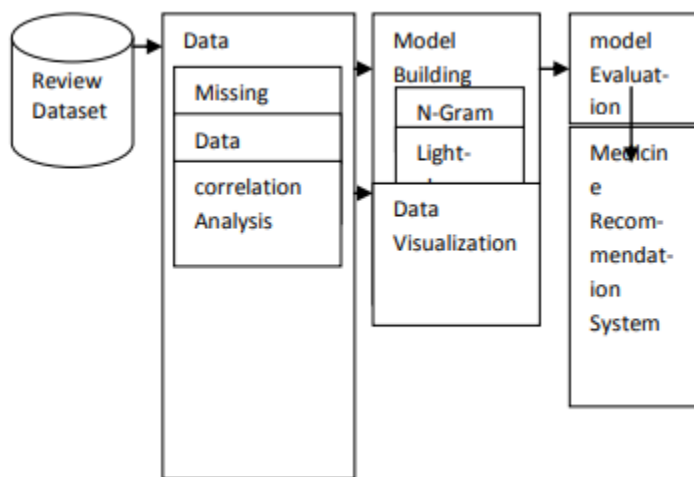 Review
Dataset
Data
Missing
Data
correlation
Analysis
Model
Building
N-Gram
Light-
Data
Visualization
model
Evaluat-
ion
Medicin
e
Recom-
mendat-
ion
System